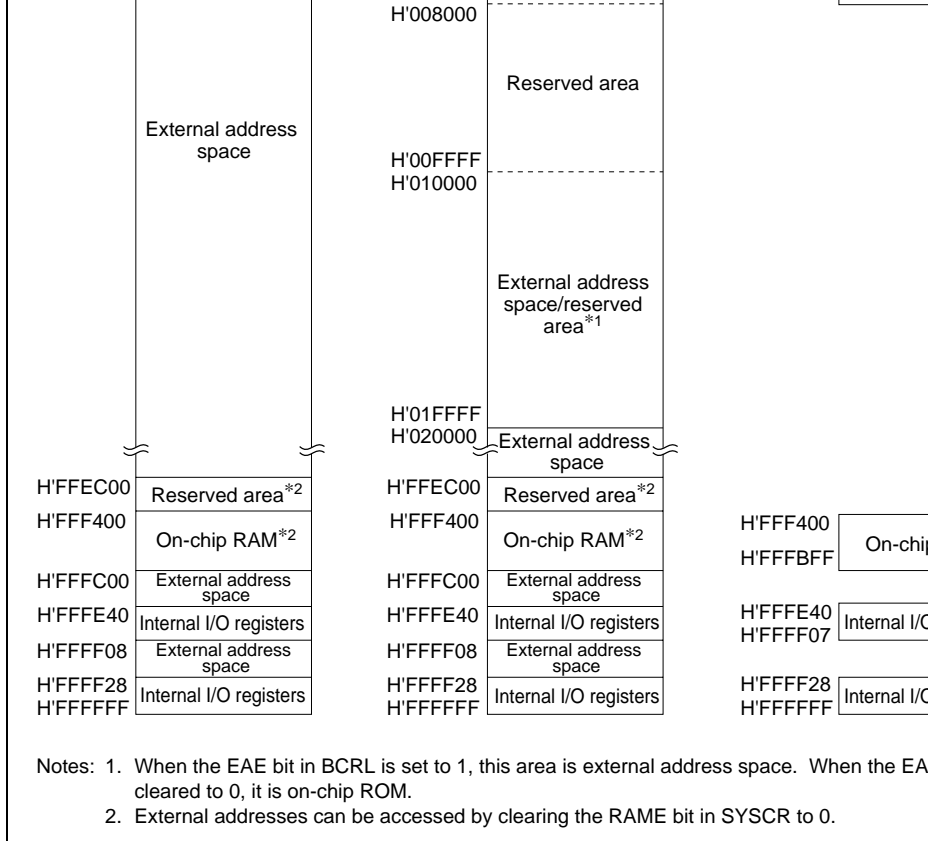 External address
space
H'FFEC00
Reserved area*2
H'FFF400
On-chip RAM*2
H'FFFC00
External address
space
H'FFFE40
Internal I/O registers
H'FFFF08
External address
space
H'FFFF28
Internal I/O registers
H'FFFFFF
H'008000
Reserved area
H'00FFFF
H'010000
External address
space/reserved
area*1
H'01FFFF
H'020000
External address
space
H'FFEC00
Reserved area*2
H'FFF400
On-chip RAM*2
H'FFFC00
External address
space
H'FFFE40
Internal I/O registers
H'FFFF08
External address
space
H'FFFF28
Internal I/O registers
H'FFFFFF
H'FFF400
On-chip
H'FFFBFF
H'FFFE40
Internal I/O
H'FFFF07
H'FFFF28
Internal I/O
H'FFFFFF
Notes: 1. When the EAE bit in BCRL is set to 1, this area is external address space. When the EA
cleared to 0, it is on-chip ROM.
2. External addresses can be accessed by clearing the RAME bit in SYSCR to 0.